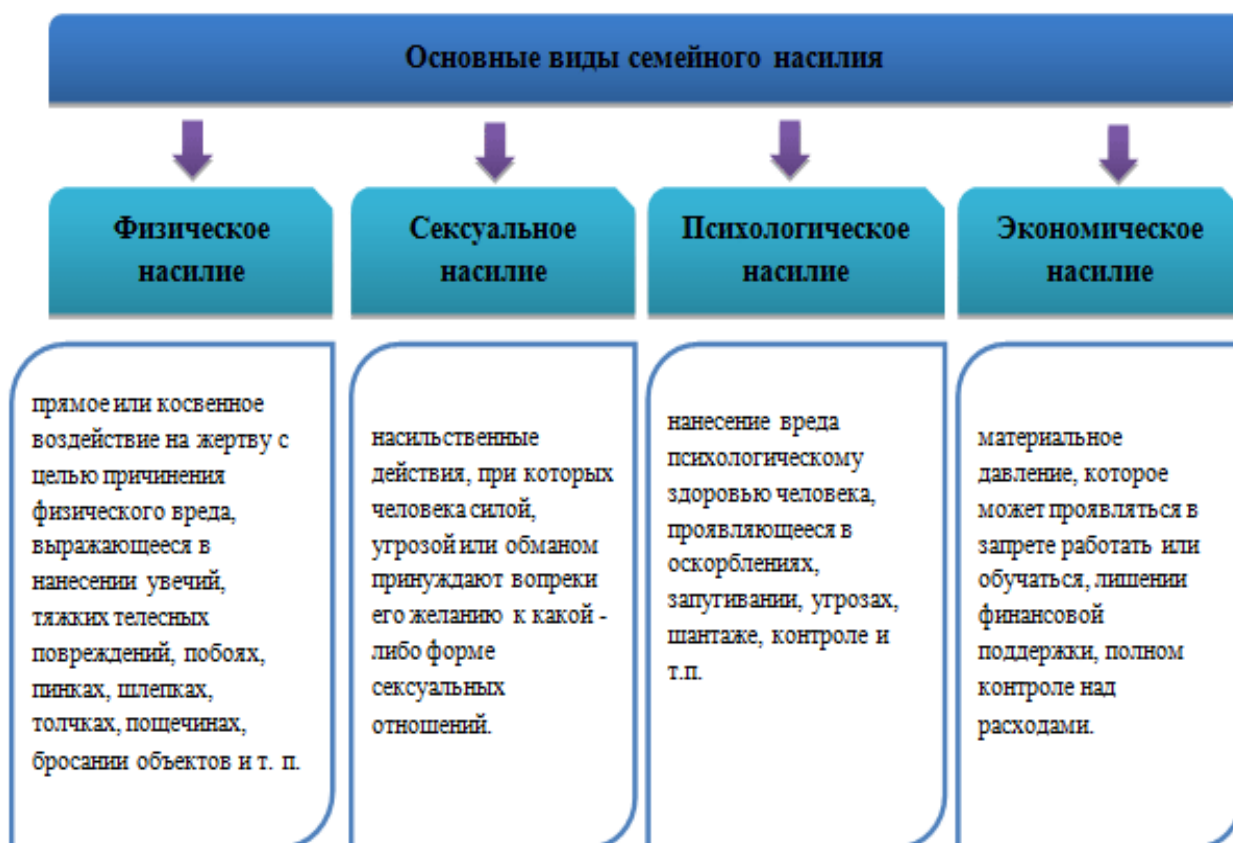 Основные виды семейного насилия
Физическое
насилие
Сексуальное
насилие
Психологическое
насилие
Экономическое
насилие
прямое или косвенное
воздействие на жертву с
целью причинения
физического вреда,
выражающееся в
нанесении увечий,
тяжких телесных
повреждений, побоях,
пинках, шлепках,
толчках, пощечинах,
бросании объектов и т. п.
насильственные
действия, при которых
человека силой,
угрозой или обманом
принуждают вопреки
его желанию к какой -
либо форме
сексуальных
отношений.
нанесение вреда
психологическому
здоровью человека,
проявляющееся в
оскорблениях,
запугивании, угрозах,
шантаже, контроле и
т.п.
материальное
давление, которое
может проявляться в
запрете работать или
обучаться, лишении
финансовой
поддержки, полном
контроле над
расходами.